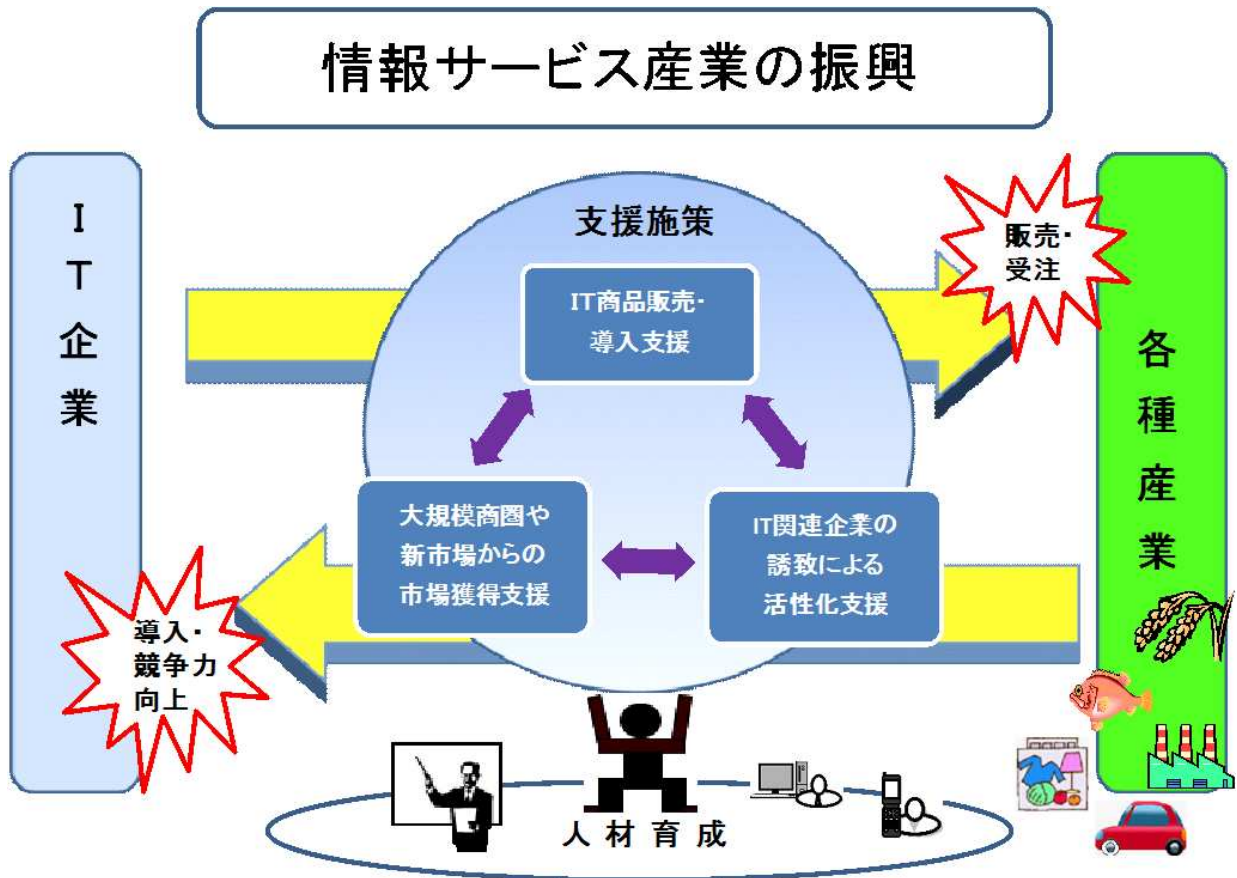 情報サービス産業の振興
IT企業
支援施策
販売・
受注
IT商品販売・
導入支援
各種産業
大規模商圏や
新市場からの
市場獲得支援
IT関連企業の
誘致による
活性化支援
導入・
競争力
向上
人材育成